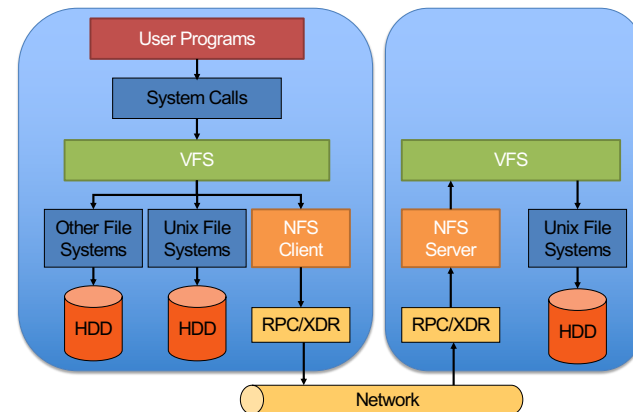 User Programs
System Calls
VFS
VFS
Other File
Systems
Unix File
Systems
NFS
Client
NFS
Server
Unix File
Systems
HDD
HDD
RPC/XDR
RPC/XDR
HDD
Network